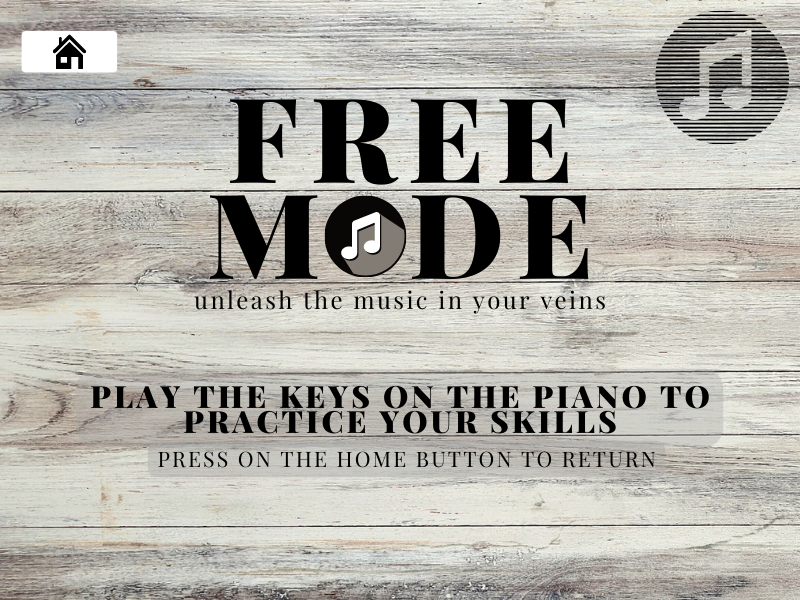 FREE
MODE
unleash the music in your veins
PLAY THE KEYS ON THE PIANO TO
PRACTICE YOUR SKILLS
PRESS ON THE HOME BUTTON TO RETURN